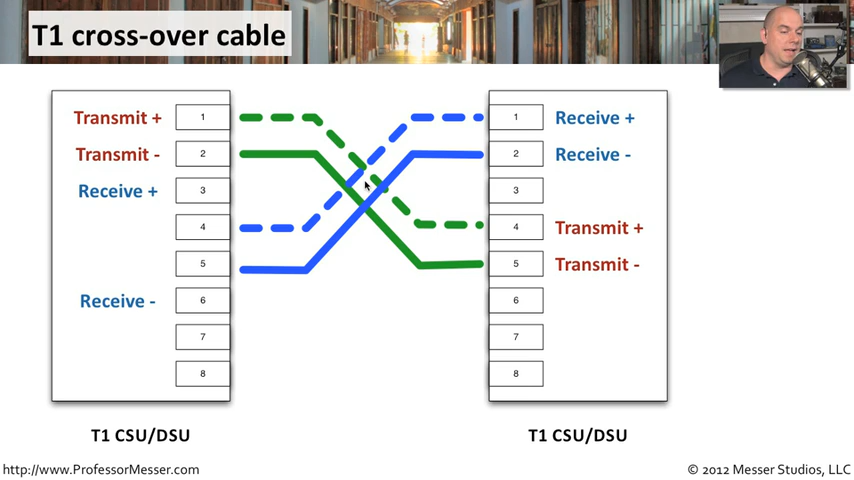 T1 cross-over cable
Transmit + 1
Transmit - 2
Receive + 3
4
5
Receive - 6
7
8
1 Receive +
2 Receive -
3
4 Transmit +
5 Transmit -
6
7
8
T1 CSU/DSU
T1 CSU/DSU
http://www.ProfessorMesser.com
© 2012 Messer Studios, LLC